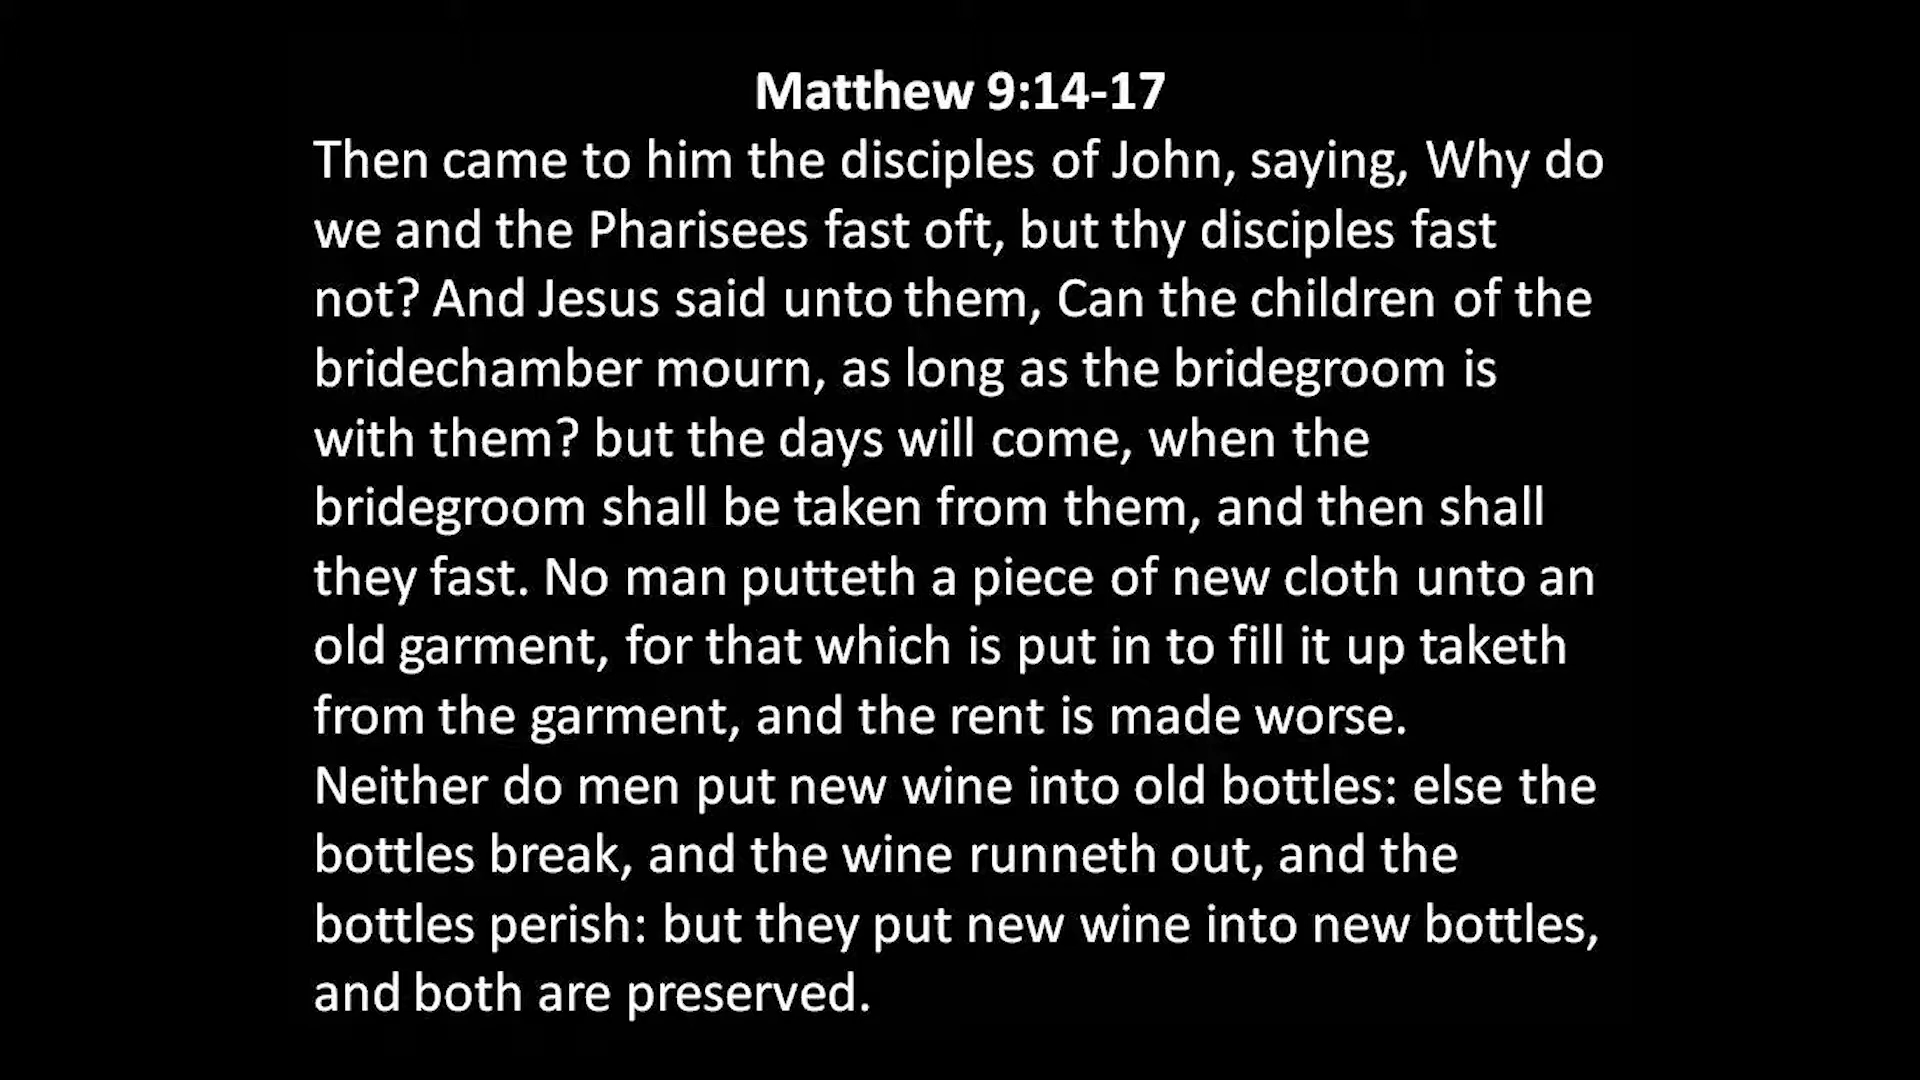 Matthew 9:14-17
Then came to him the disciples of John, saying, Why do
we and the Pharisees fast oft, but thy disciples fast
not? And Jesus said unto them, Can the children of the
bridechamber mourn, as long as the bridegroom is
with them? but the days will come, when the
bridegroom shall be taken from them, and then shall
they fast. No man putteth a piece of new cloth unto an
old garment, for that which is put in to fill it up taketh
from the garment, and the rent is made worse.
Neither do men put new wine into old bottles: else the
bottles break, and the wine runneth out, and the
bottles perish: but they put new wine into new bottles,
and both are preserved.